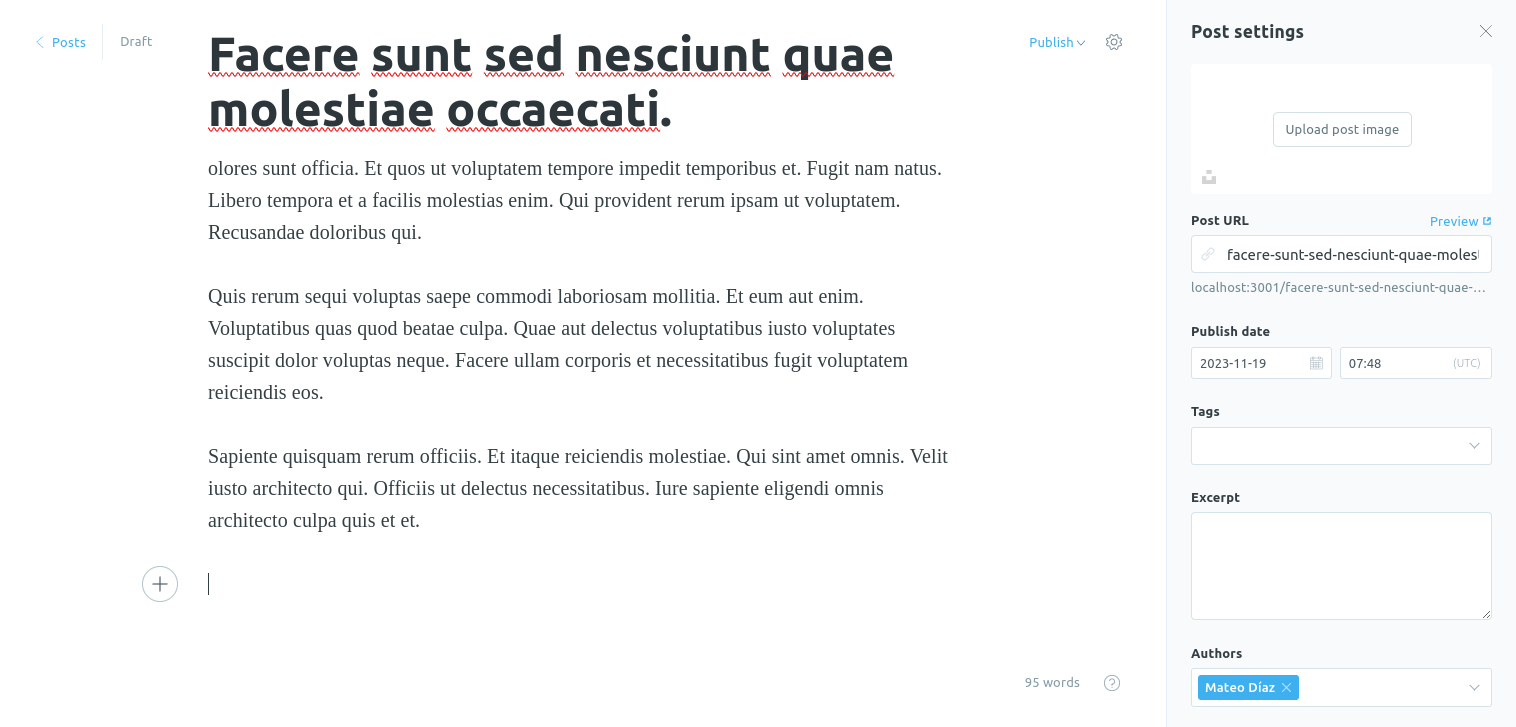 Posts
Draft
Publish
Facere sunt sed nesciunt quae
molestiae occaecati.
olores sunt officia. Et quos ut voluptatem tempore impedit temporibus et. Fugit nam natus.
Libero tempora et a facilis molestias enim. Qui provident rerum ipsam ut voluptatem.
Recusandae doloribus qui.
Quis rerum sequi voluptas saepe commodi laboriosam mollitia. Et eum aut enim.
Voluptatibus quas quod beatae culpa. Quae aut delectus voluptatibus iusto voluptates
suscipit dolor voluptas neque. Facere ullam corporis et necessitatibus fugit voluptatem
reiciendis eos.
Sapiente quisquam rerum officiis. Et itaque reiciendis molestiae. Qui sint amet omnis. Velit
iusto architecto qui. Officiis ut delectus necessitatibus. Iure sapiente eligendi omnis
architecto culpa quis et et.
95 words
Post settings
Upload post image
Post URL
Preview
facere-sunt-sed-nesciunt-quae-moles
localhost:3001/facere-sunt-sed-nesciunt-quae-...
Publish date
2023-11-19
07:48
(UTC)
Tags
Excerpt
Authors
Mateo Díaz